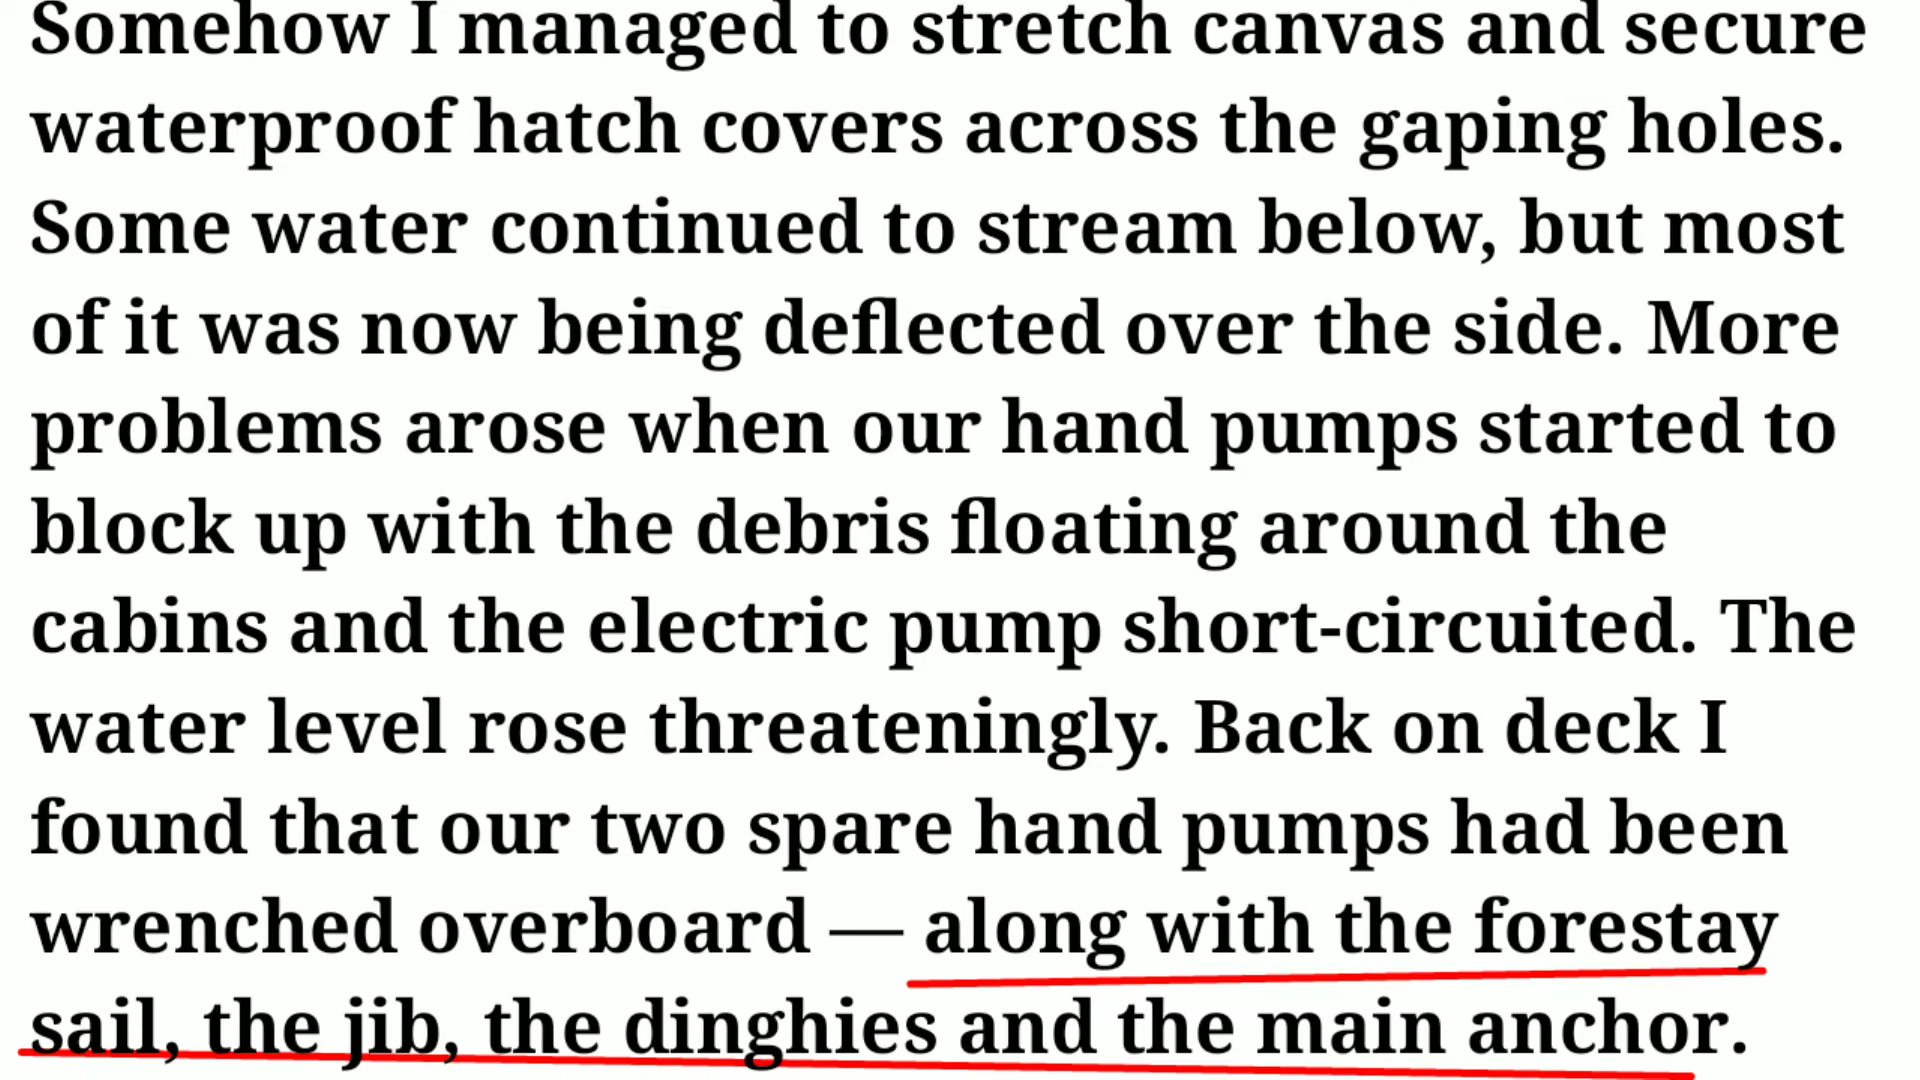 Somehow I managed to stretch canvas and secure
waterproof hatch covers across the gaping holes.
Some water continued to stream below, but most
of it was now being deflected over the side. More
problems arose when our hand pumps started to
block up with the debris floating around the
cabins and the electric pump short-circuited. The
water level rose threateningly. Back on deck I
found that our two spare hand pumps had been
wrenched overboard — along with the forestay
sail, the jib, the dinghies and the main anchor.